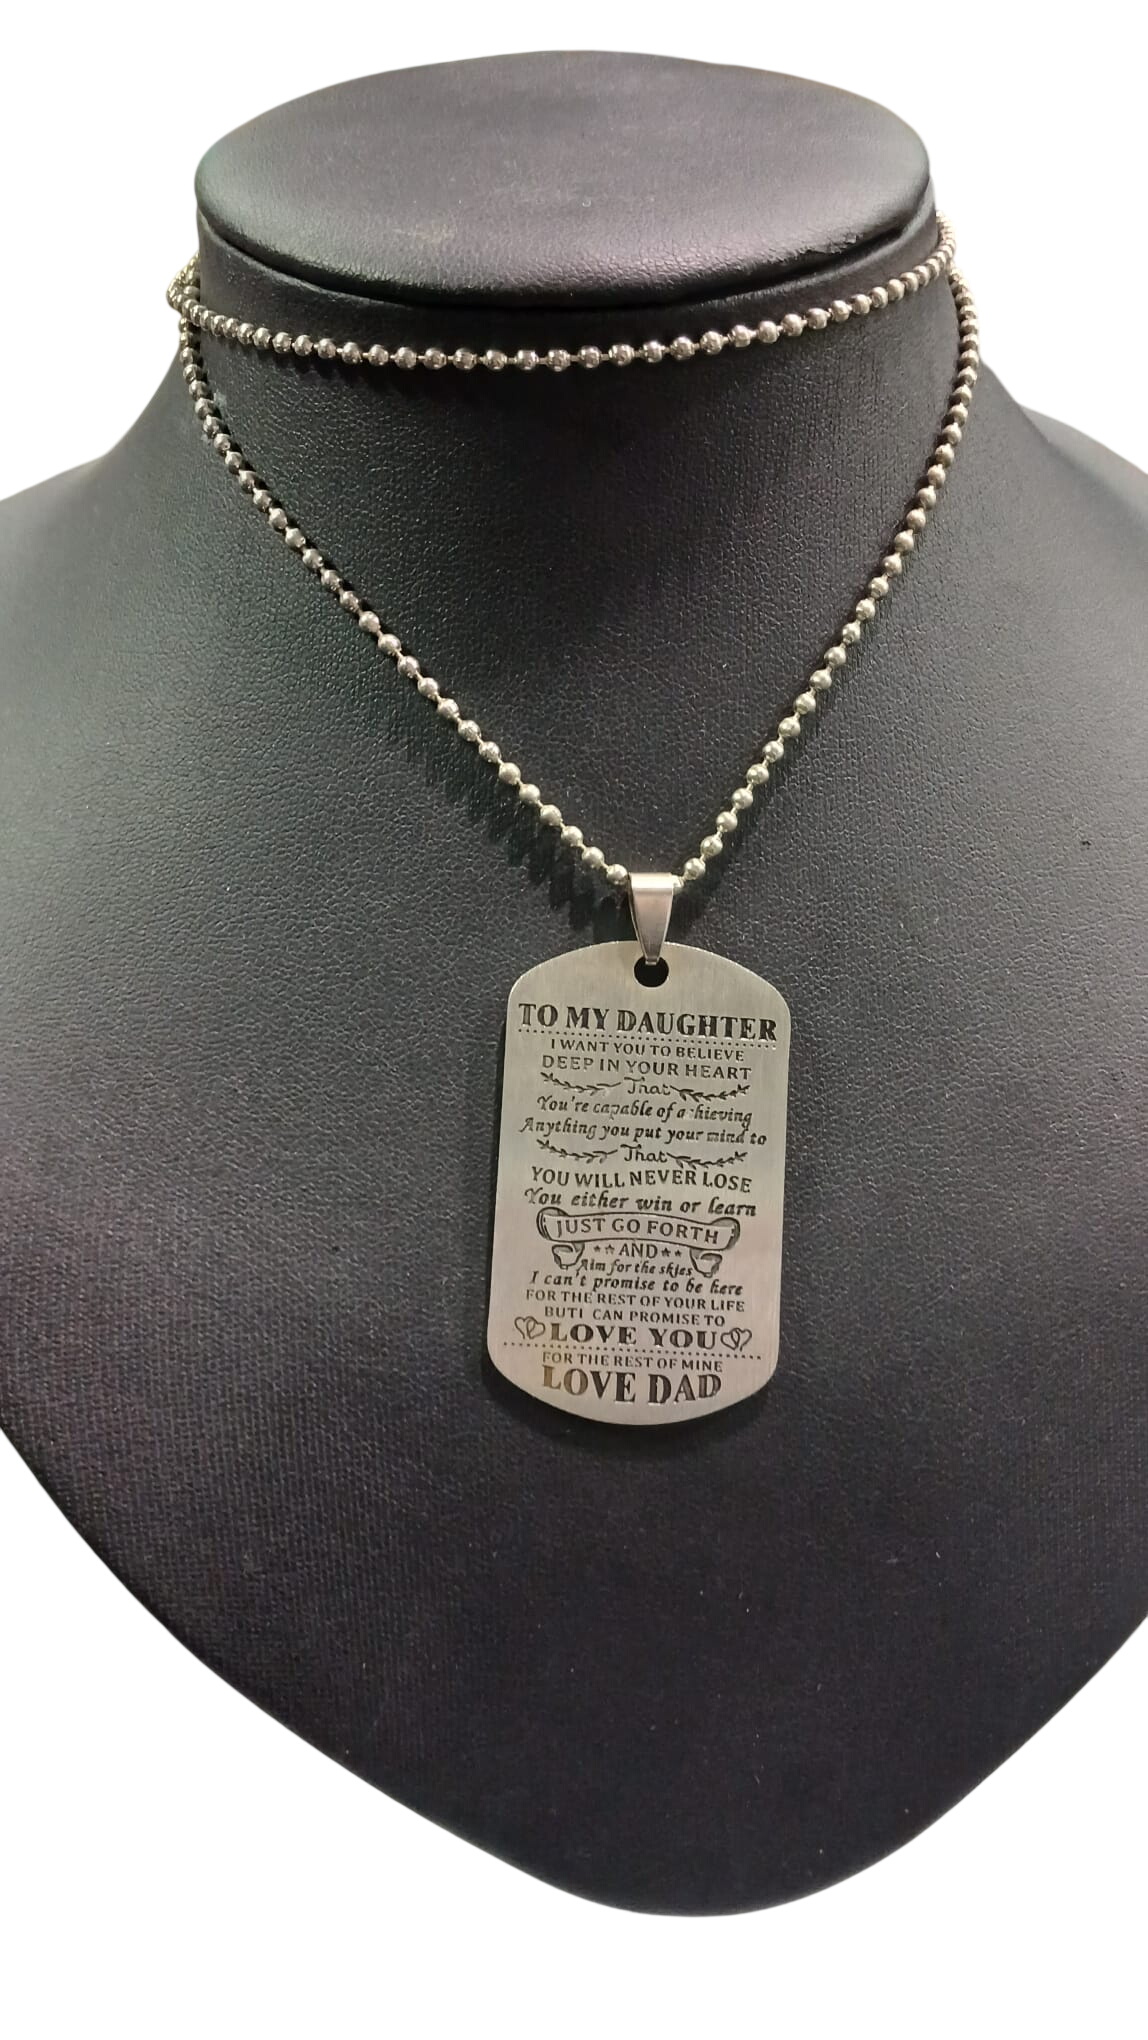 TO MY DAUGHTER
I WANT YOU TO BELIEVE
DEEP IN YOUR HEART
That
You're capable of achieving
Anything you put your mind to
That
YOU WILL NEVER LOSE
You either win or learn
JUST GO FORTH
AND
Aim for the skies
I can't promise to be here
FOR THE REST OF YOUR LIFE
BUT I CAN PROMISE TO
LOVE YOU
FOR THE REST OF MINE
LOVE DAD